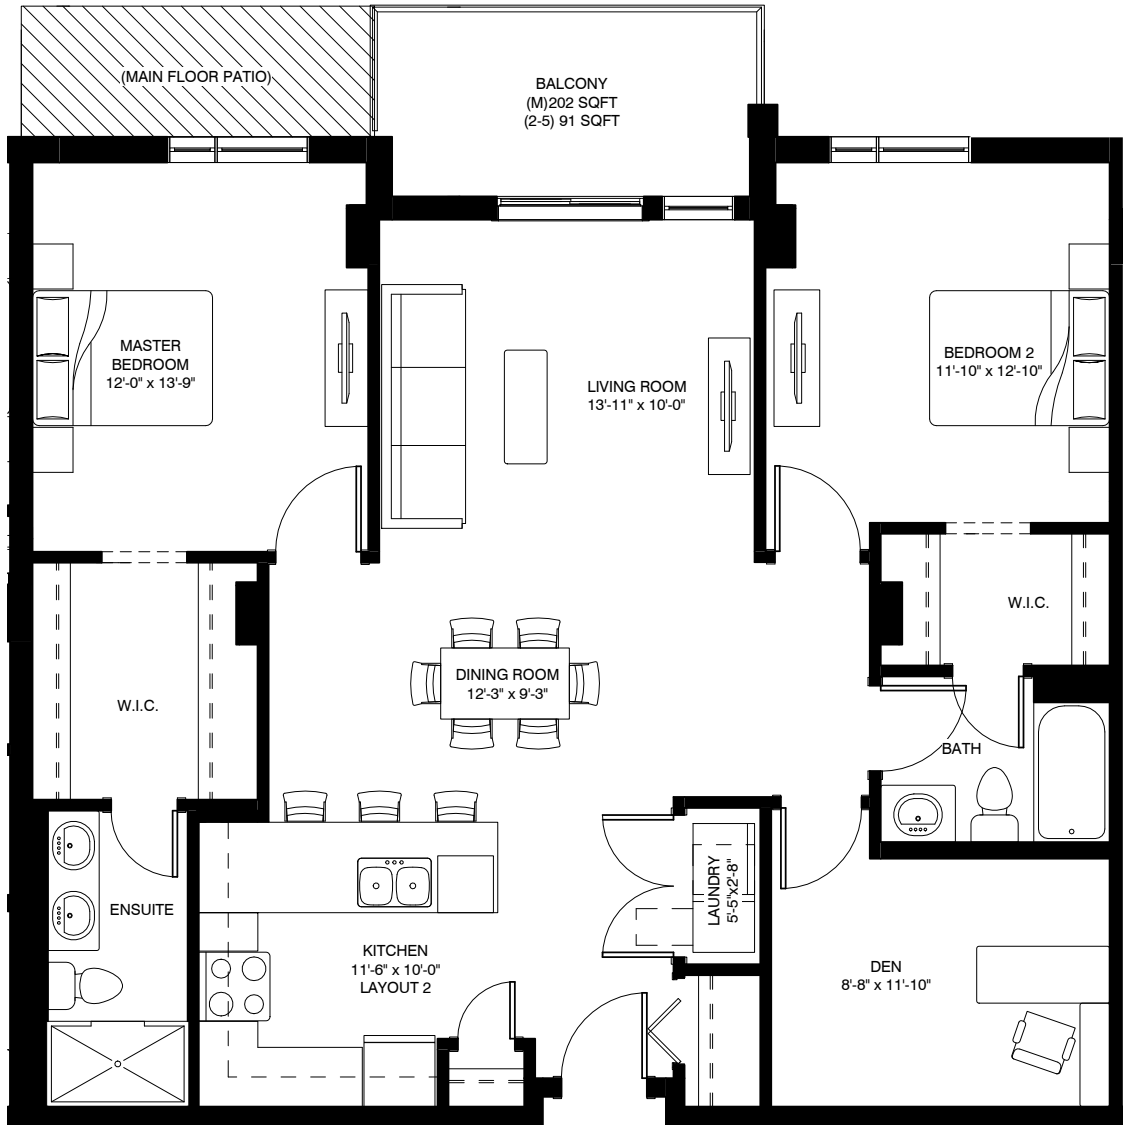 (MAIN FLOOR PATIO)
BALCONY
(M)202 SQFT
(2-5) 91 SQFT
MASTER
BEDROOM
12'-0" x 13'-9"
LIVING ROOM
13'-11" x 10'-0"
BEDROOM 2
11'-10" x 12'-10"
W.I.C.
DINING ROOM
12'-3" x 9'-3"
W.I.C.
BATH
LAUNDRY
5'-5"x2'-8"
ENSUITE
KITCHEN
11'-6" x 10'-0"
LAYOUT 2
DEN
8'-8" x 11'-10"